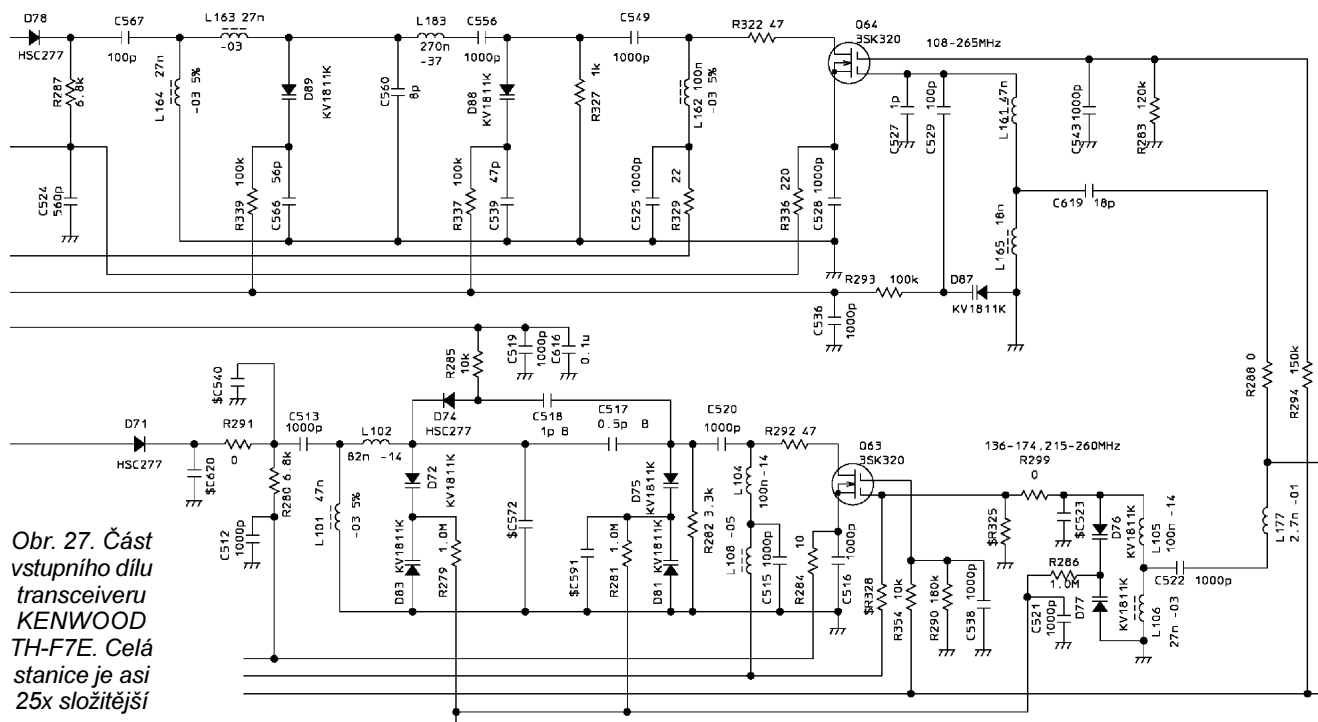 D78
HSC277
C567
100p
L163 27n
-03
L183
270n
-37
C556
1000p
C549
1000p
R322 47
Q64
3SK320
108-265MHz
R287
6.8k
L164 27n
-03 5%
D89
KV1811K
C560
8p
D88
KV1811K
R327 1k
L162 100n
-03 5%
C527 1p
C529 100p
L161 47n
C543 1000p
R283 120k
C524
560p
R339 100k
C566 56p
R337 100k
C539 47p
C525 1000p
R329 22
R336 220
C528 1000p
C619 18p
L165 18n
R293 100k
D87
KV1811K
C536
1000p
R288 0
R294 150k
R285
10k
C519
1000p
C616
0.1u
$C540
D71
HSC277
R291
0
C513
1000p
L102
82n -14
D74
HSC277
C518
1p B
C517
0.5p B
C520
1000p
R292 47
Q63
3SK320
136-174,215-260MHz
R299
0
$C620
R280 6.8k
L101 47n
-03 5%
D72
KV1811K
D75
KV1811K
L104
100n -14
$C572
R282 3.3k
$R325
$C523
D76
KV1811K
L105
100n -14
L177
2.7n -01
C512
1000p
D83 KV1811K
R279 1.0M
$C591
R281 1.0M
D81 KV1811K
L108 -05
C515 1000p
R284 10
C516 1000p
$R328
R354 10k
R290 180k
C538 1000p
R286
1.0M
C521
1000p
D77
KV1811K
L106
27n -03
C522 1000p
Obr. 27. Část
vstupního dílu
transceiveru
KENWOOD
TH-F7E. Celá
stanice je asi
25x složitější